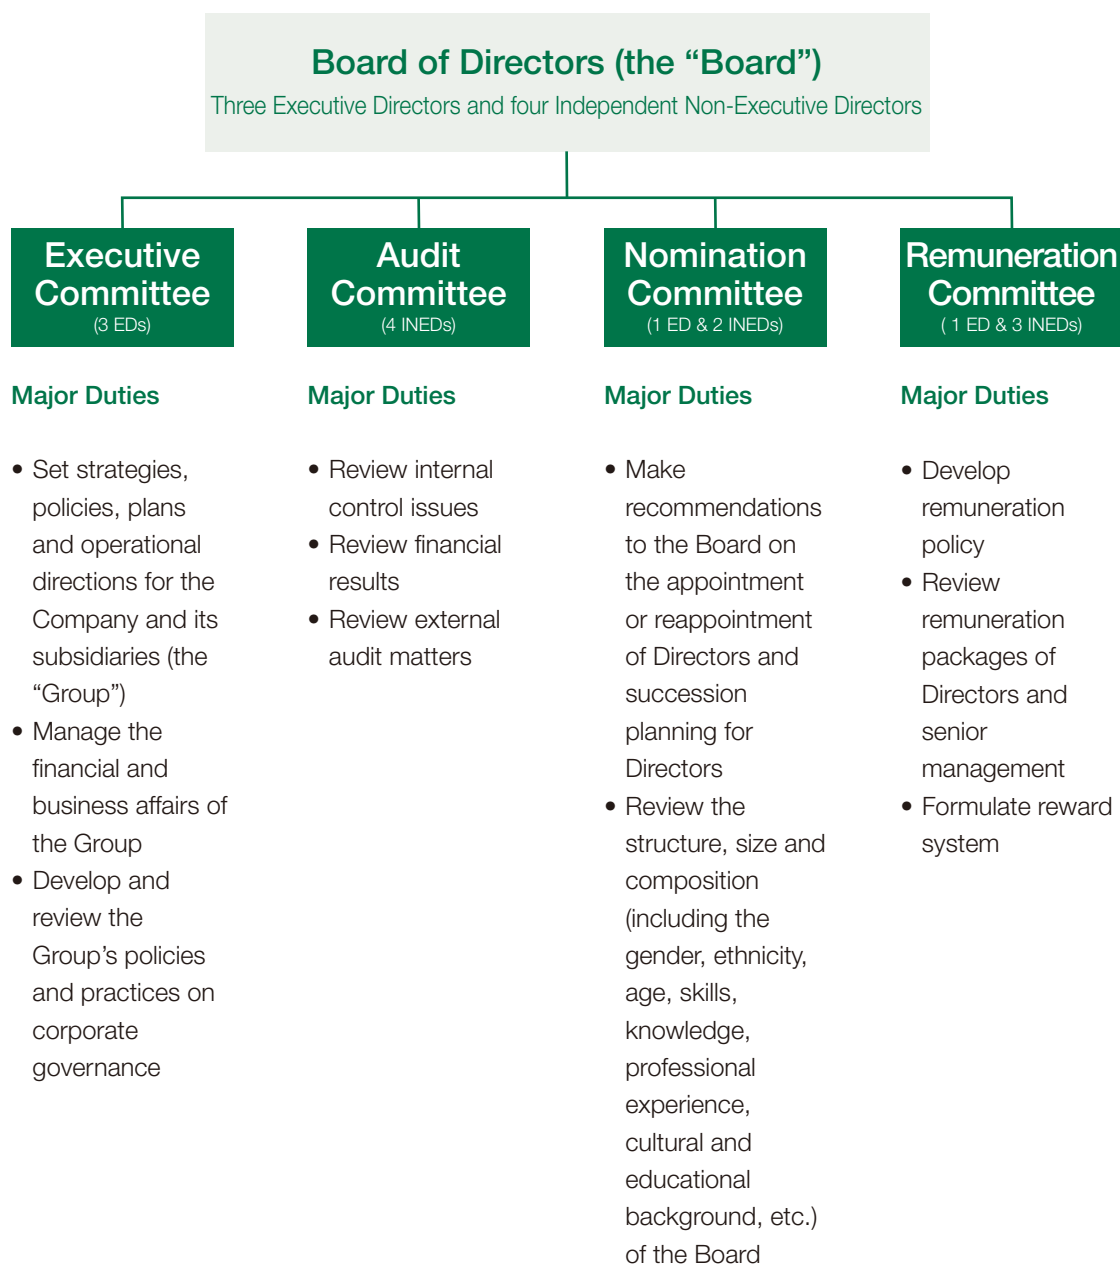 Board of Directors (the “Board”)
Three Executive Directors and four Independent Non-Executive Directors
Executive
Committee
(3 EDs)
Major Duties
• Set strategies,
policies, plans
and operational
directions for the
Company and its
subsidiaries (the
“Group”)
• Manage the
financial and
business affairs of
the Group
• Develop and
review the
Group’s policies
and practices on
corporate
governance
Audit
Committee
(4 INEDs)
Major Duties
• Review internal
control issues
• Review financial
results
• Review external
audit matters
Nomination
Committee
(1 ED & 2 INEDs)
Major Duties
• Make
recommendations
to the Board on
the appointment
or reappointment
of Directors and
succession
planning for
Directors
• Review the
structure, size and
composition
(including the
gender, ethnicity,
age, skills,
knowledge,
professional
experience,
cultural and
educational
background, etc.)
of the Board
Remuneration
Committee
( 1 ED & 3 INEDs)
Major Duties
• Develop
remuneration
policy
• Review
remuneration
packages of
Directors and
senior
management
• Formulate reward
system